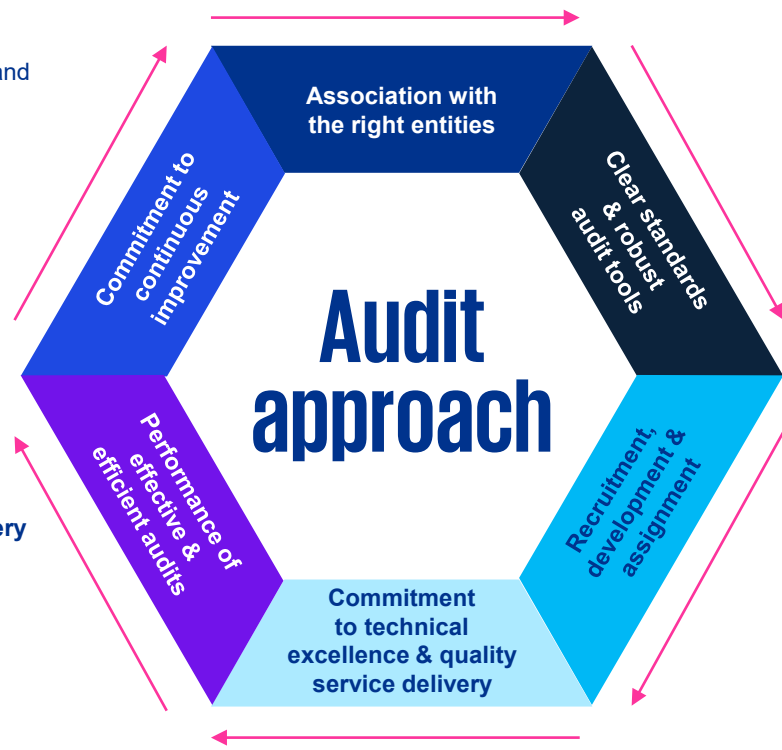 and
Association with
the right entities
Clear standards
& robust
audit tools
Commitment to
continuous
improvement
Audit
approach
Recruitment,
development &
assignment
Performance of
effective &
efficient audits
ery
Commitment
to technical
excellence & quality
service delivery